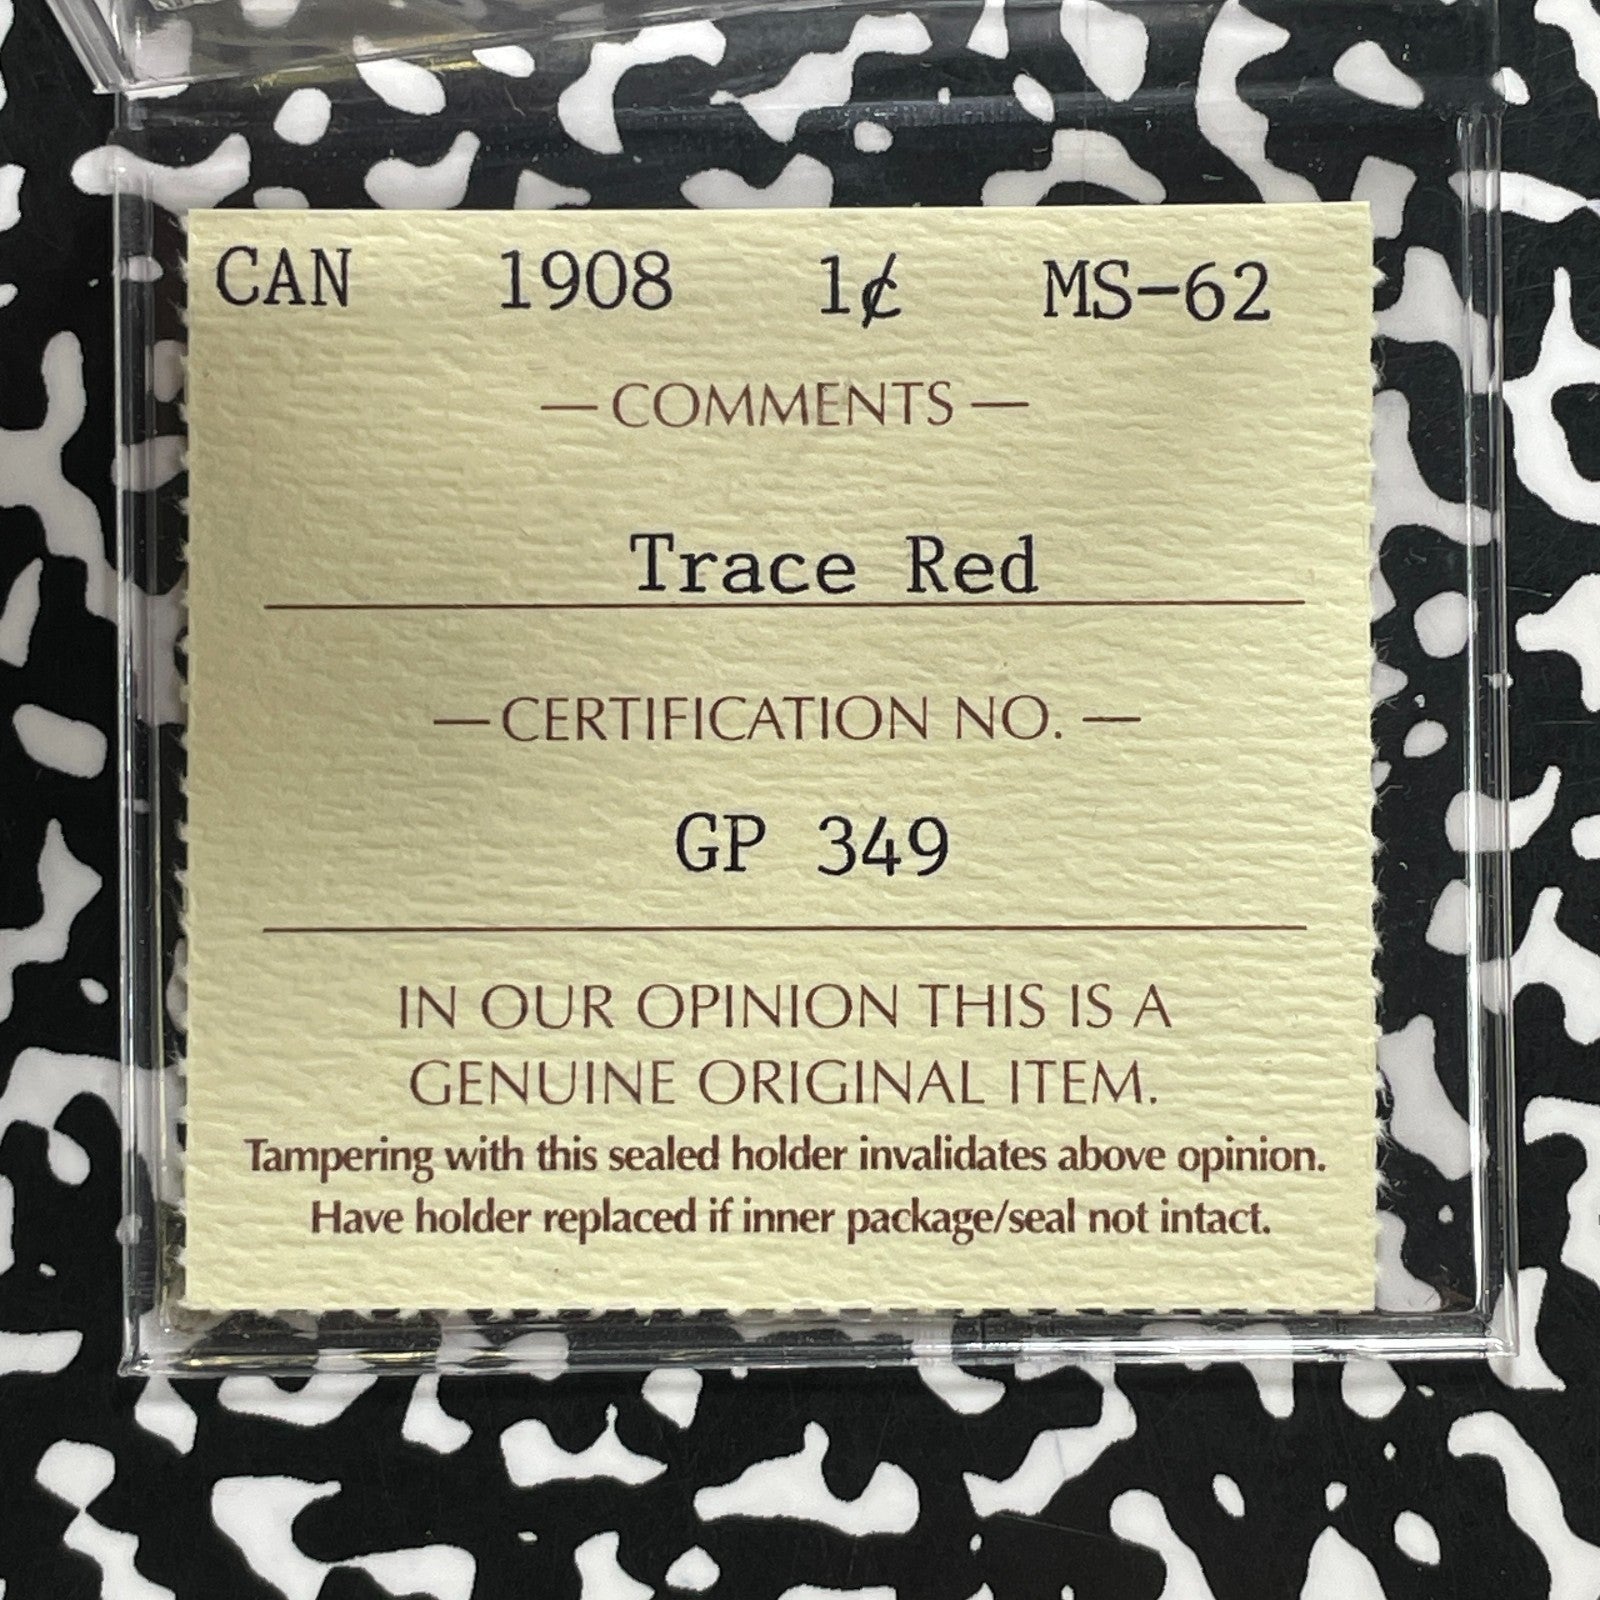 CAN 1908 1¢ MS-62
— COMMENTS —
Trace Red
— CERTIFICATION NO. —
GP 349
IN OUR OPINION THIS IS A
GENUINE ORIGINAL ITEM.
Tampering with this sealed holder invalidates above opinion.
Have holder replaced if inner package/seal not intact.